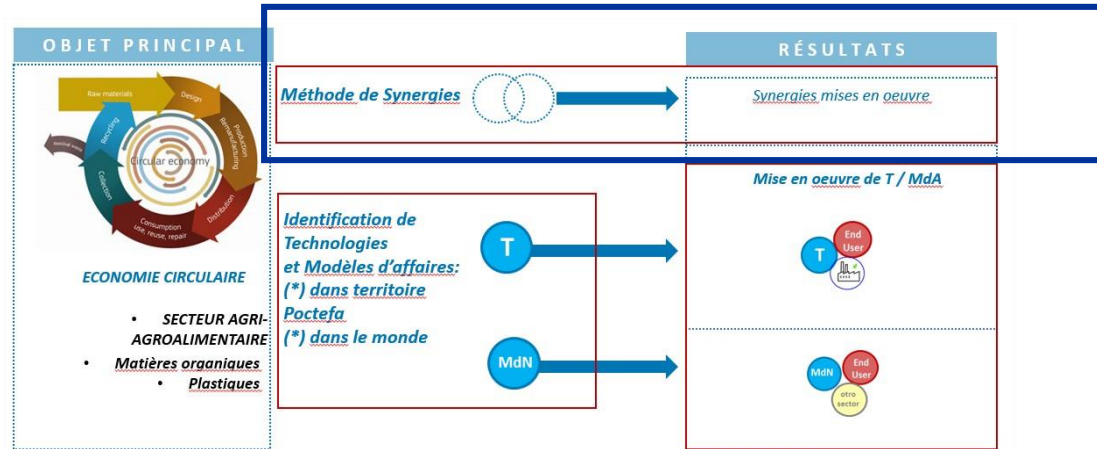 OBJET PRINCIPAL
RÉSULTATS
Raw materials
Design
Production
Remanufacturing
Distribution
Consumption
use, reuse, repair
Collection
Recycling
Residual waste
Circular economy
ECONOMIE CIRCULAIRE
• SECTEUR AGRI-
AGROALIMENTAIRE
• Matières organiques
• Plastiques
Méthode de Synergies
Synergies mises en oeuvre
Identification de
Technologies
et Modèles d'affaires:
(*) dans territoire
Poctefa
(*) dans le monde
T
MdN
Mise en oeuvre de T / MdA
T
End
User
MdN
End
User
otro
sector